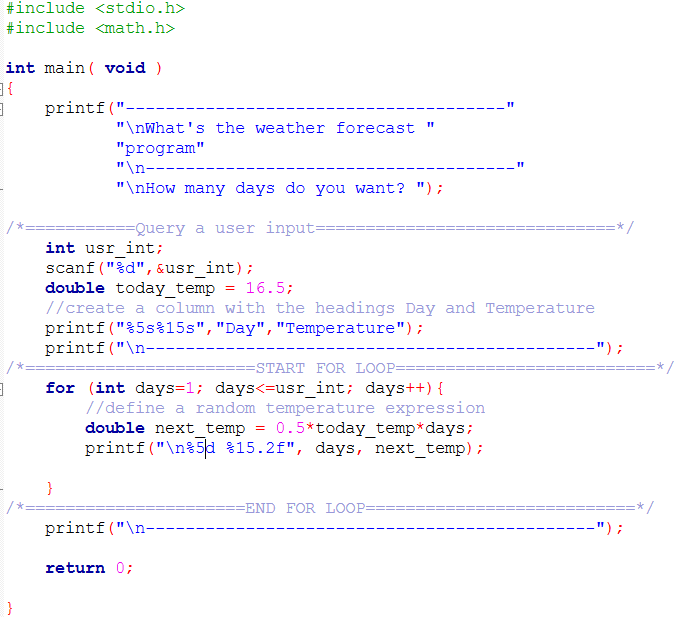 #include <stdio.h>
#include <math.h>
int main( void )
{
    printf("--------------------------------------"
           "\nWhat's the weather forecast "
           "program"
           "\n-------------------------------------"
           "\nHow many days do you want? ");
/*===========Query a user input==============================*/
    int usr_int;
    scanf("%d",&usr_int);
    double today_temp = 16.5;
    //create a column with the headings Day and Temperature
    printf("%5s%15s","Day","Temperature");
    printf("\n---------------------------------------------");
/*=======================START FOR LOOP==========================*/
    for (int days=1; days<=usr_int; days++){
        //define a random temperature expression
        double next_temp = 0.5*today_temp*days;
        printf("\n%5d %15.2f", days, next_temp);
    }
/*======================END FOR LOOP===========================*/
    printf("\n---------------------------------------------");
    return 0;
}